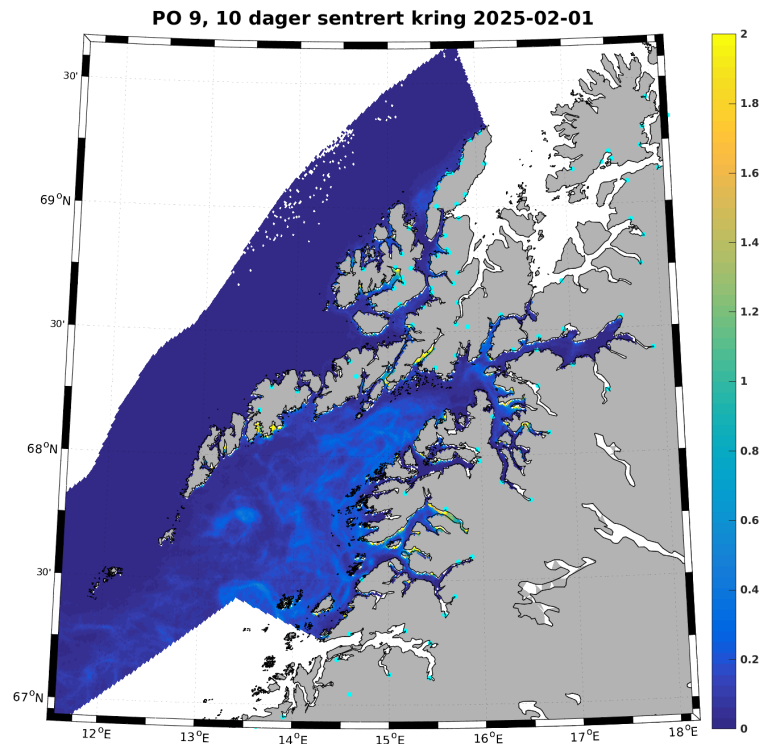 PO 9, 10 dager sentrert kring 2025-02-01
30'
69°N
30'
68°N
30'
67°N
12°E
13°E
14°E
15°E
16°E
17°E
18°E
2
1.8
1.6
1.4
1.2
1
0.8
0.6
0.4
0.2
0